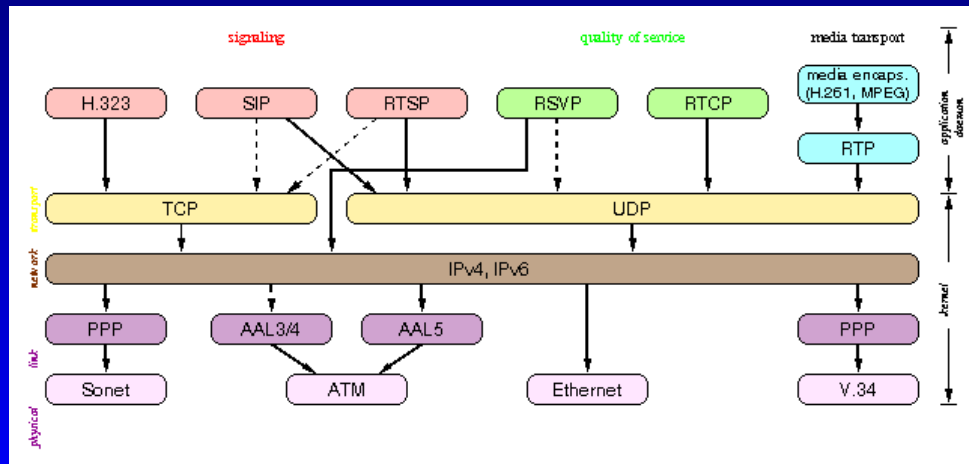 signaling quality of service media transport
media encaps.
(H.261, MPEG)
H.323 SIP RTSP RSVP RTCP
application
daemon
RTP
transport
TCP UDP
network
IPv4, IPv6
kernel
PPP AAL3/4 AAL5 PPP
link
Sonet ATM Ethernet V.34
physical